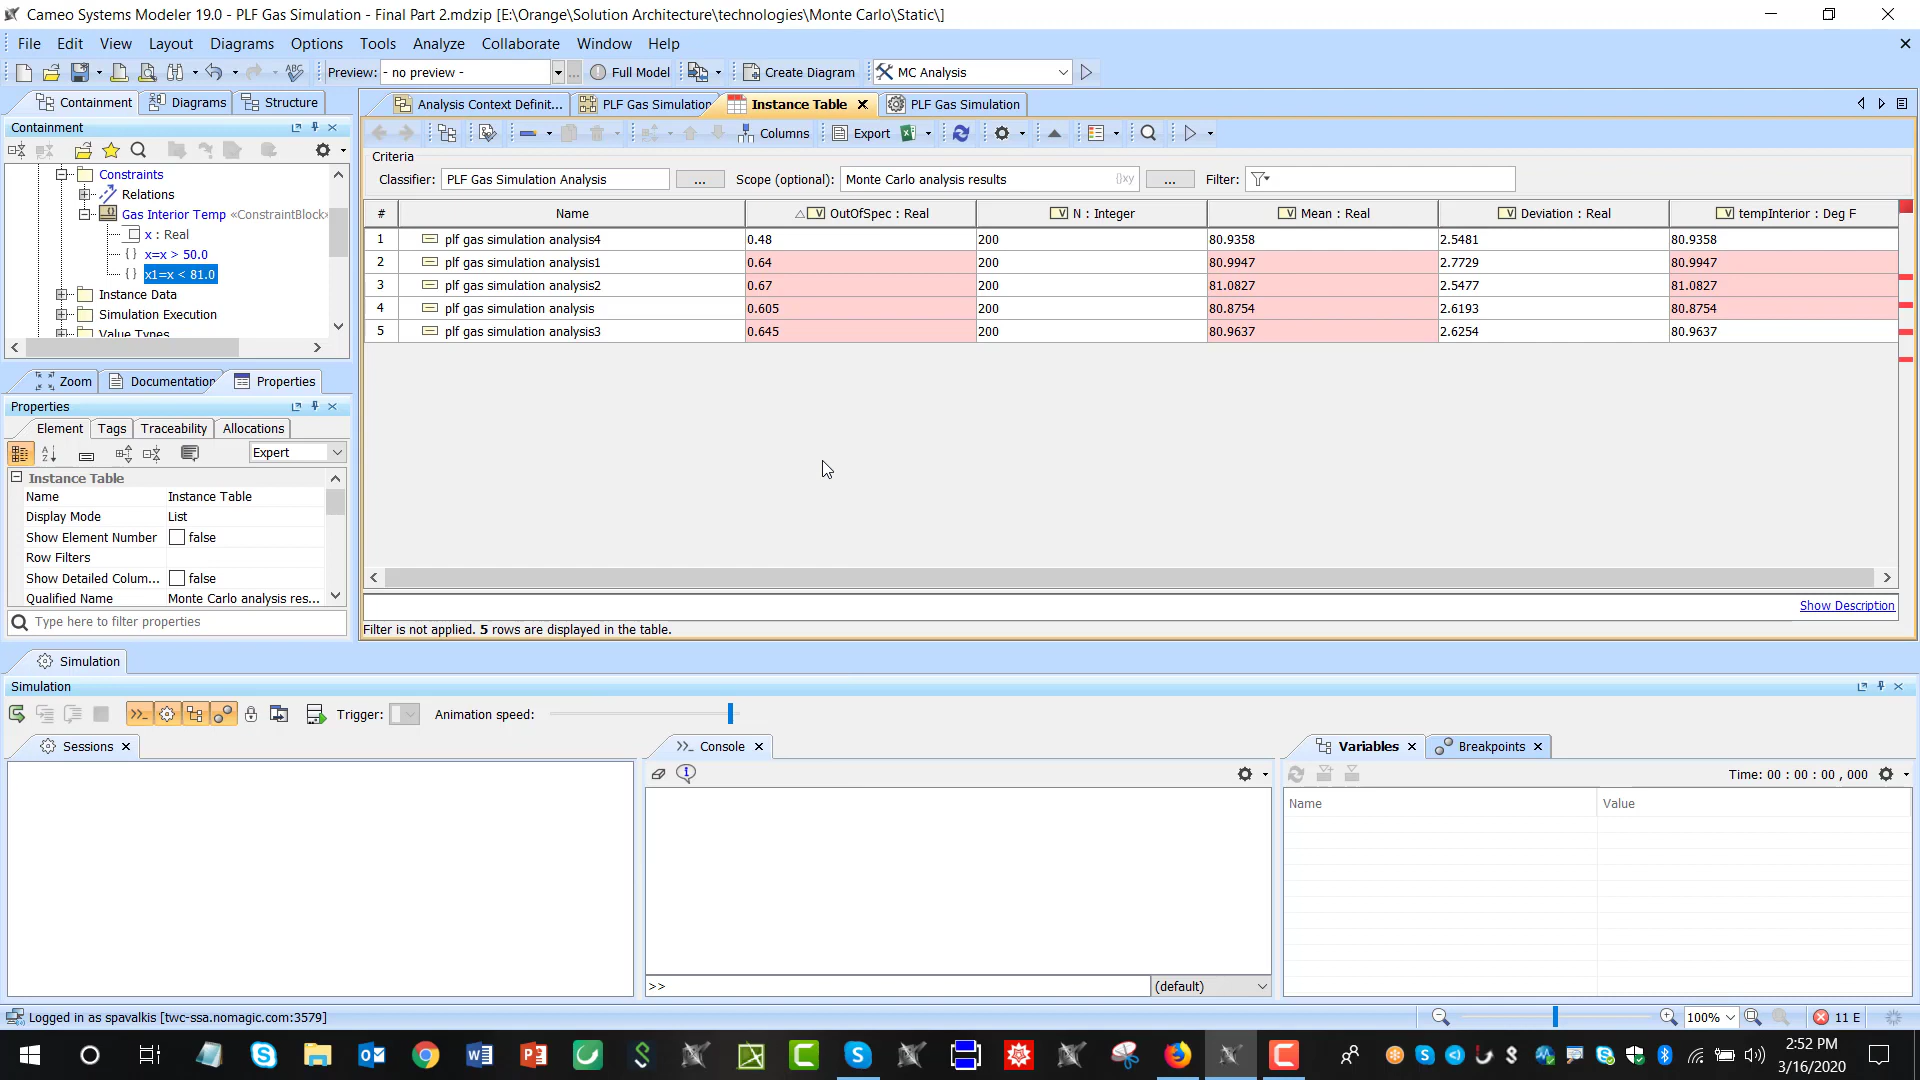 Cameo Systems Modeler 19.0 - PLF Gas Simulation - Final Part 2.mdzip [E:\Orange\Solution Architecture\technologies\Monte Carlo\Static\]
File Edit View Layout Diagrams Options Tools Analyze Collaborate Window Help
Preview: - no preview - ... Full Model Create Diagram MC Analysis
Containment Diagrams Structure
Analysis Context Definit... PLF Gas Simulation Instance Table PLF Gas Simulation
Containment
Columns Export
Criteria
Classifier: PLF Gas Simulation Analysis ... Scope (optional): Monte Carlo analysis results {}xy ... Filter:
Constraints
Relations
Gas Interior Temp «ConstraintBlock»
x : Real
{} x=x > 50.0
{} x1=x < 81.0
Instance Data
Simulation Execution
Value Types
# Name OutOfSpec : Real N : Integer Mean : Real Deviation : Real tempInterior : Deg F
1 plf gas simulation analysis4 0.48 200 80.9358 2.5481 80.9358
2 plf gas simulation analysis1 0.64 200 80.9947 2.7729 80.9947
3 plf gas simulation analysis2 0.67 200 81.0827 2.5477 81.0827
4 plf gas simulation analysis 0.605 200 80.8754 2.6193 80.8754
5 plf gas simulation analysis3 0.645 200 80.9637 2.6254 80.9637
Zoom Documentation Properties
Properties
Element Tags Traceability Allocations
Expert
Instance Table
Name Instance Table
Display Mode List
Show Element Number false
Row Filters
Show Detailed Colum... false
Qualified Name Monte Carlo analysis res...
Type here to filter properties
Show Description
Filter is not applied. 5 rows are displayed in the table.
Simulation
Simulation
Trigger: Animation speed:
Sessions
Console
Variables Breakpoints
Time: 00 : 00 : 00 , 000
Name Value
>> (default)
Logged in as spavalkis [twc-ssa.nomagic.com:3579]
100% 11 E
2:52 PM
3/16/2020